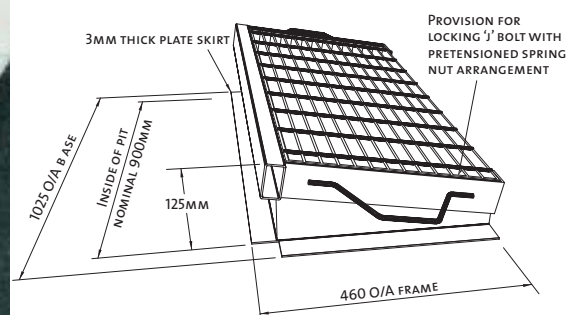 PROVISION FOR
LOCKING ‘J’ BOLT WITH
PRETENSIONED SPRING
NUT ARRANGEMENT
3MM THICK PLATE SKIRT
1025 O/A BASE
INSIDE OF PIT
NOMINAL 900MM
125MM
460 O/A FRAME